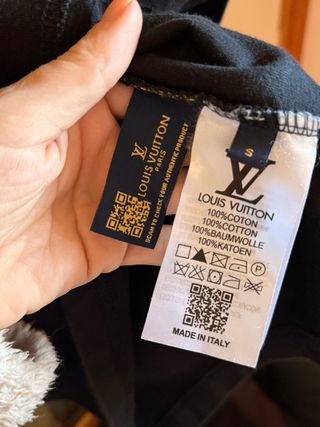 LV
LOUIS VUITTON
PARIS
SCAN TO CHECK YOUR AUTHENTIC PRODUCT
S
LV
LOUIS VUITTON
100%COTON
100%COTTON
100%BAUMWOLLE
100%KATOEN
P
MADE IN ITALY